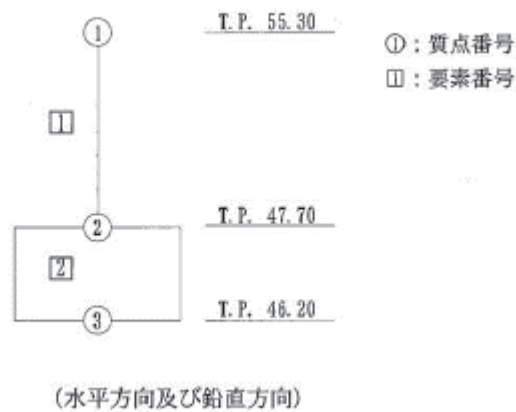 ① T.P. 55.30
①：質点番号
1：要素番号
1
② T.P. 47.70
2
③ T.P. 46.20
(水平方向及び鉛直方向)